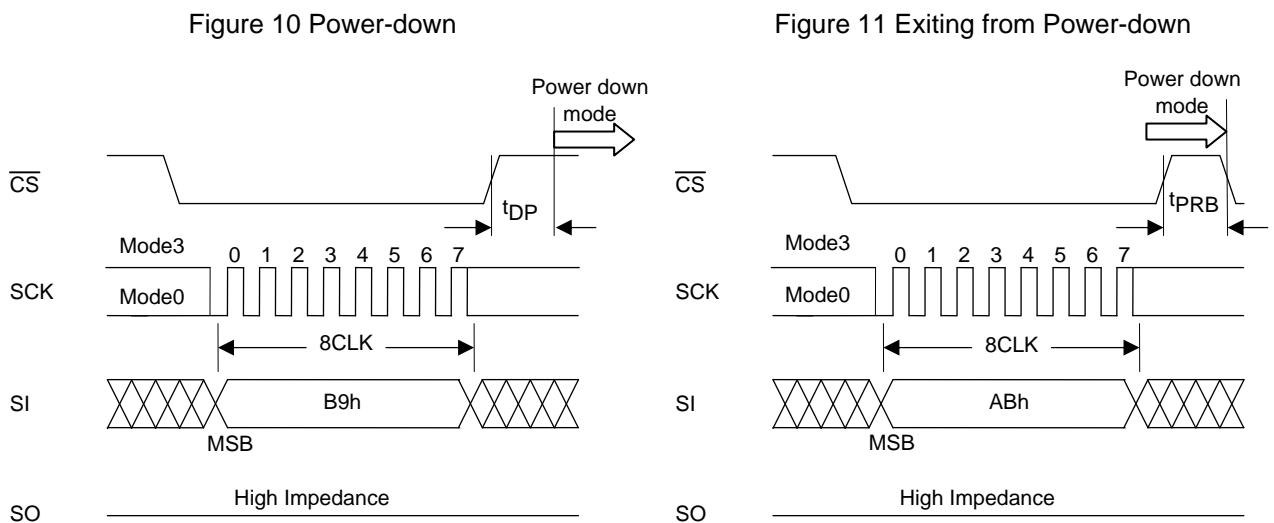 Figure 10 Power-down
Power down
mode
CS
tDP
Mode3
0 1 2 3 4 5 6 7
SCK
Mode0
8CLK
SI
B9h
MSB
High Impedance
SO
Figure 11 Exiting from Power-down
Power down
mode
CS
tPRB
Mode3
0 1 2 3 4 5 6 7
SCK
Mode0
8CLK
SI
ABh
MSB
High Impedance
SO